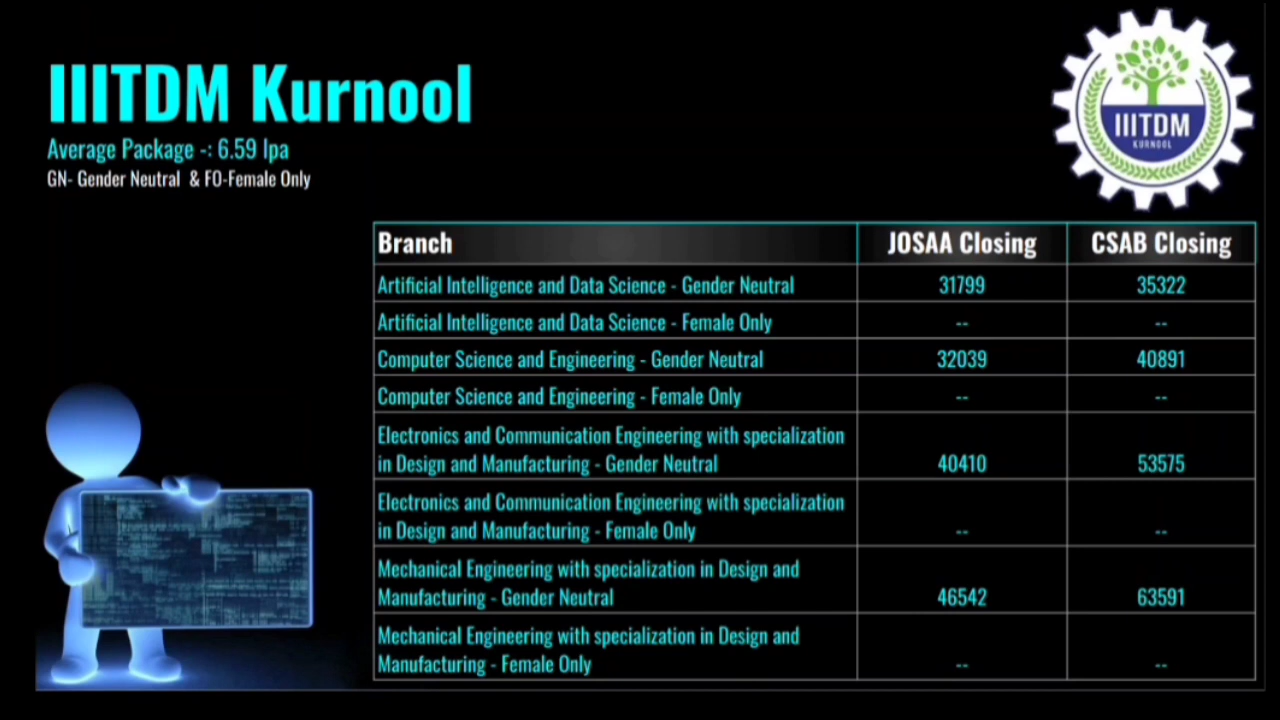 IIITDM Kurnool
Average Package -: 6.59 lpa
GN- Gender Neutral & FO-Female Only
IIITDM
KURNOOL
Branch JOSAA Closing CSAB Closing
Artificial Intelligence and Data Science - Gender Neutral 31799 35322
Artificial Intelligence and Data Science - Female Only -- --
Computer Science and Engineering - Gender Neutral 32039 40891
Computer Science and Engineering - Female Only -- --
Electronics and Communication Engineering with specialization
in Design and Manufacturing - Gender Neutral 40410 53575
Electronics and Communication Engineering with specialization
in Design and Manufacturing - Female Only -- --
Mechanical Engineering with specialization in Design and
Manufacturing - Gender Neutral 46542 63591
Mechanical Engineering with specialization in Design and
Manufacturing - Female Only -- --